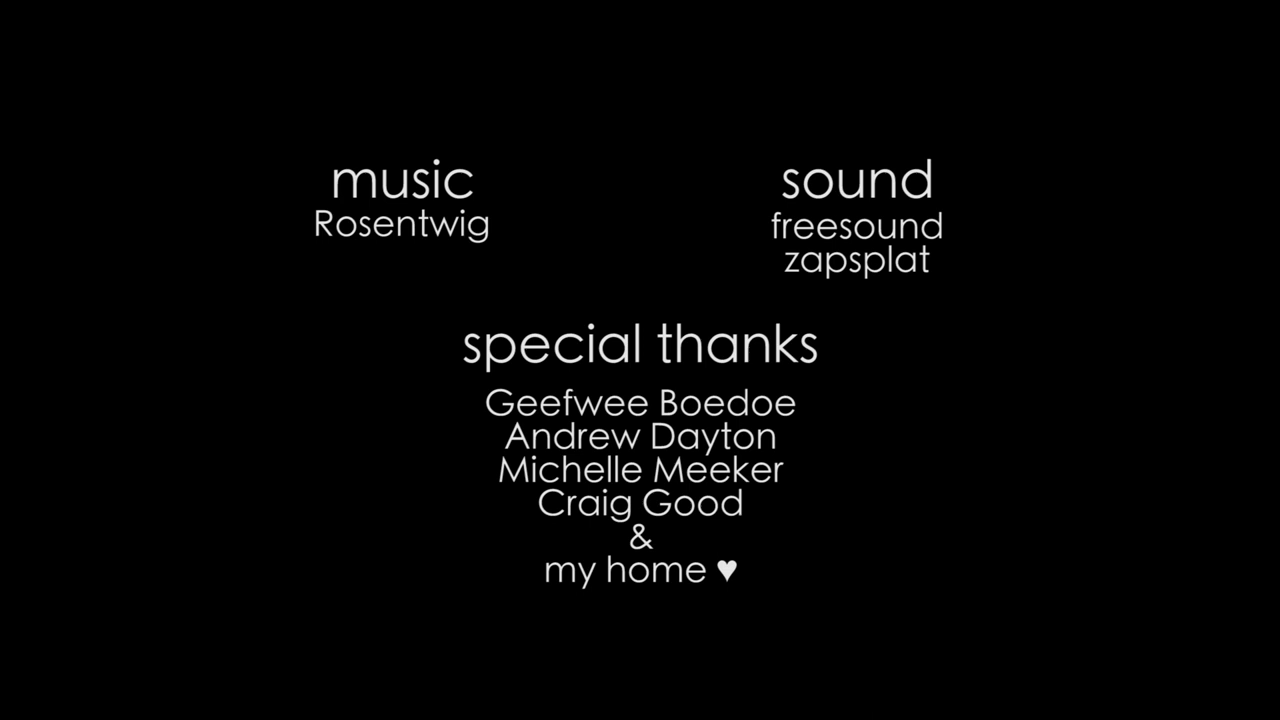 music
Rosentwig
sound
freesound
zapsplat
special thanks
Geefwee Boedoe
Andrew Dayton
Michelle Meeker
Craig Good
&
my home ♥